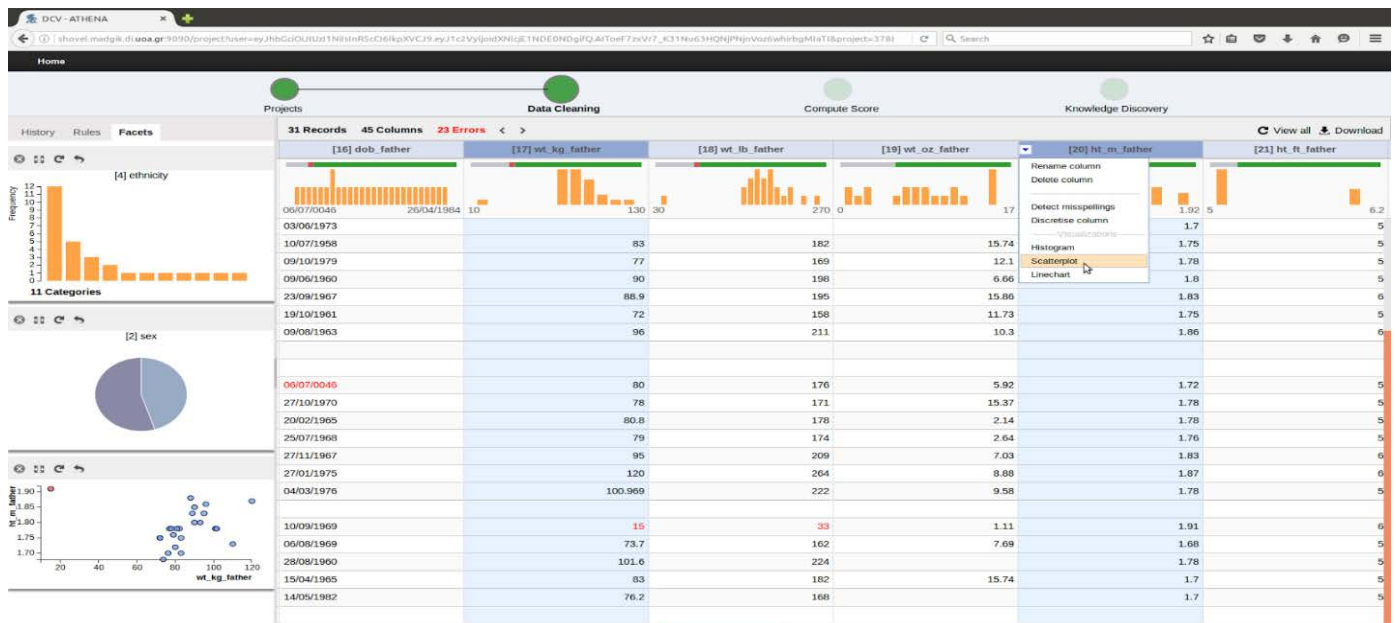 DCV - ATHENA
Search
Home
Projects
Data Cleaning
Compute Score
Knowledge Discovery
History Rules Facets
31 Records 45 Columns 23 Errors < >
View all Download
[16] dob_father [17] wt_kg_father [18] wt_lb_father [19] wt_oz_father [20] ht_m_father [21] ht_ft_father
06/07/0046 26/04/1984 10 130 30 270 0 17 1.92 5 6.2
Rename column
Delete column
Detect misspellings
Discretise column
Visualizations
Histogram
Scatterplot
Linechart
03/06/1973 1.7 5
10/07/1958 83 182 15.74 1.75 5
09/10/1979 77 169 12.1 1.78 5
09/06/1960 90 198 6.66 1.8 5
23/09/1967 88.9 195 15.86 1.83 6
19/10/1961 72 158 11.73 1.75 5
09/08/1963 96 211 10.3 1.86 6
06/07/0046 80 176 5.92 1.72 5
27/10/1970 78 171 15.37 1.78 5
20/02/1965 80.8 178 2.14 1.78 5
25/07/1968 79 174 2.64 1.76 5
27/11/1967 95 209 7.03 1.83 6
27/01/1975 120 264 8.88 1.87 6
04/03/1976 100.969 222 9.58 1.78 5
10/09/1969 15 33 1.11 1.91 6
06/08/1969 73.7 162 7.69 1.68 5
28/08/1960 101.6 224 1.78 5
15/04/1965 83 182 15.74 1.7 5
14/05/1982 76.2 168 1.7 5
[4] ethnicity
Frequency
12
11
10
9
8
7
6
5
4
3
2
1
0
11 Categories
[2] sex
ht_m_father
1.90
1.85
1.80
1.75
1.70
20 40 60 80 100 120
wt_kg_father